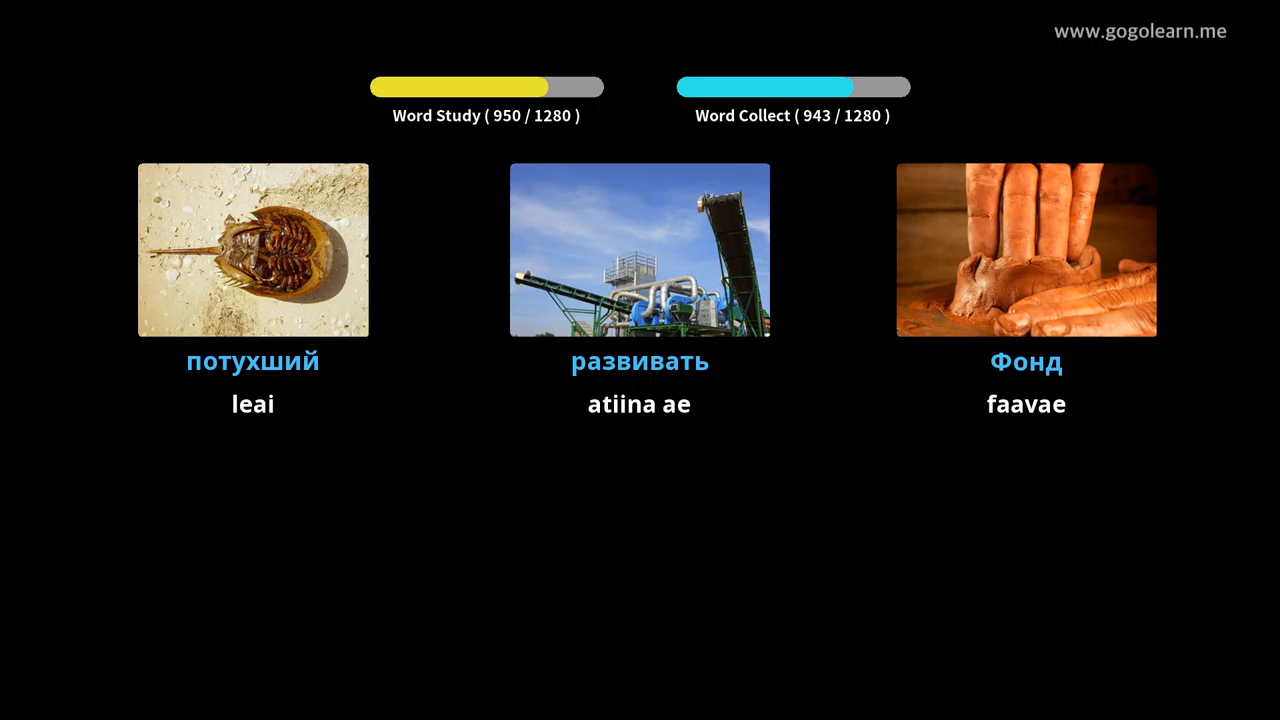 www.gogolearn.me
Word Study ( 950 / 1280 )
Word Collect ( 943 / 1280 )
потухший
развивать
Фонд
leai
atiina ae
faavae